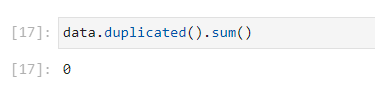 [17]: data.duplicated().sum()
[17]: 0